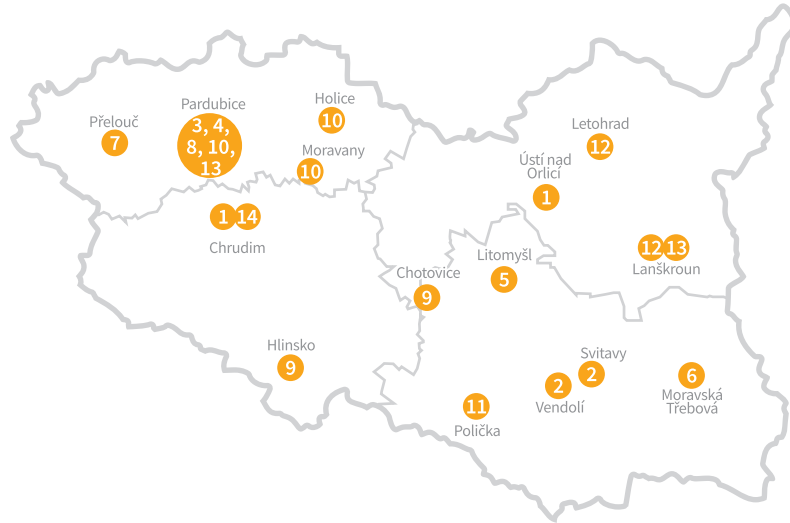 Pardubice
3, 4,
8, 10,
13
Přelouč
7
Holice
10
Moravany
10
Letohrad
12
Ústí nad
Orlicí
1
1 14
Chrudim
12 13
Lanškroun
Litomyšl
5
Chotovice
9
Hlinsko
9
Svitavy
2
2
Vendolí
6
Moravská
Třebová
11
Polička